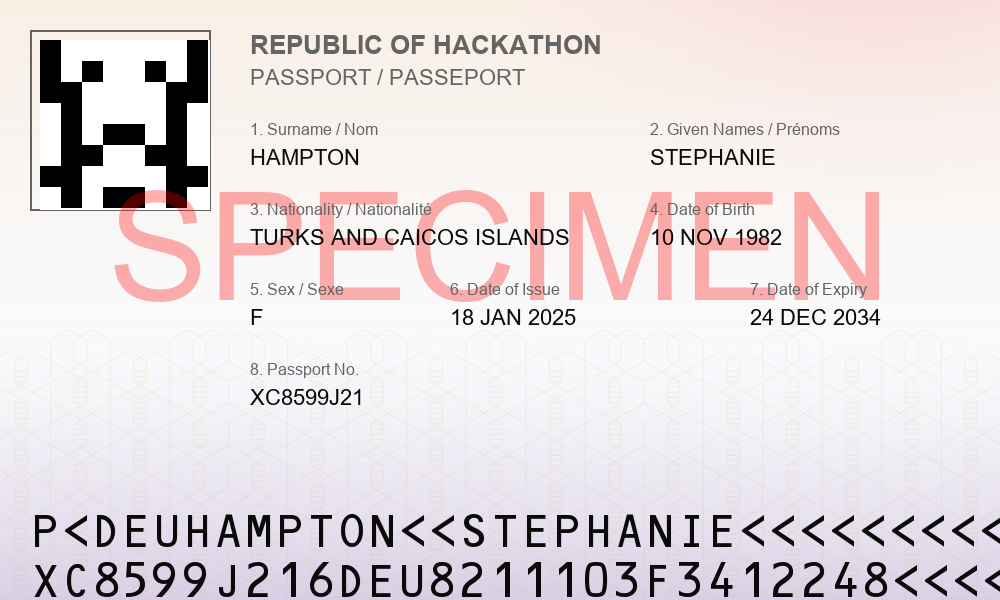 REPUBLIC OF HACKATHON
PASSPORT / PASSEPORT
1. Surname / Nom 2. Given Names / Prénoms
HAMPTON STEPHANIE
SPECIMEN
3. Nationality / Nationalité 4. Date of Birth
TURKS AND CAICOS ISLANDS 10 NOV 1982
5. Sex / Sexe 6. Date of Issue 7. Date of Expiry
F 18 JAN 2025 24 DEC 2034
8. Passport No.
XC8599J21
P<DEUHAMPTON<<STEPHANIE<<<<<<<<<
XC8599J216DEU8211103F3412248<<<<